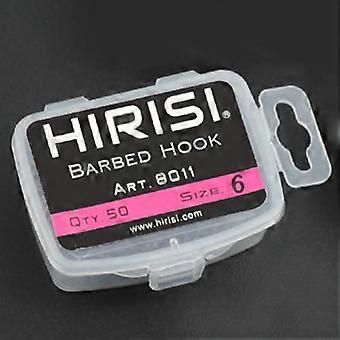 HIRISI®
BARBED HOOK
ART. 8011
QTY. 50 SIZE. 6
www.hirisi.com